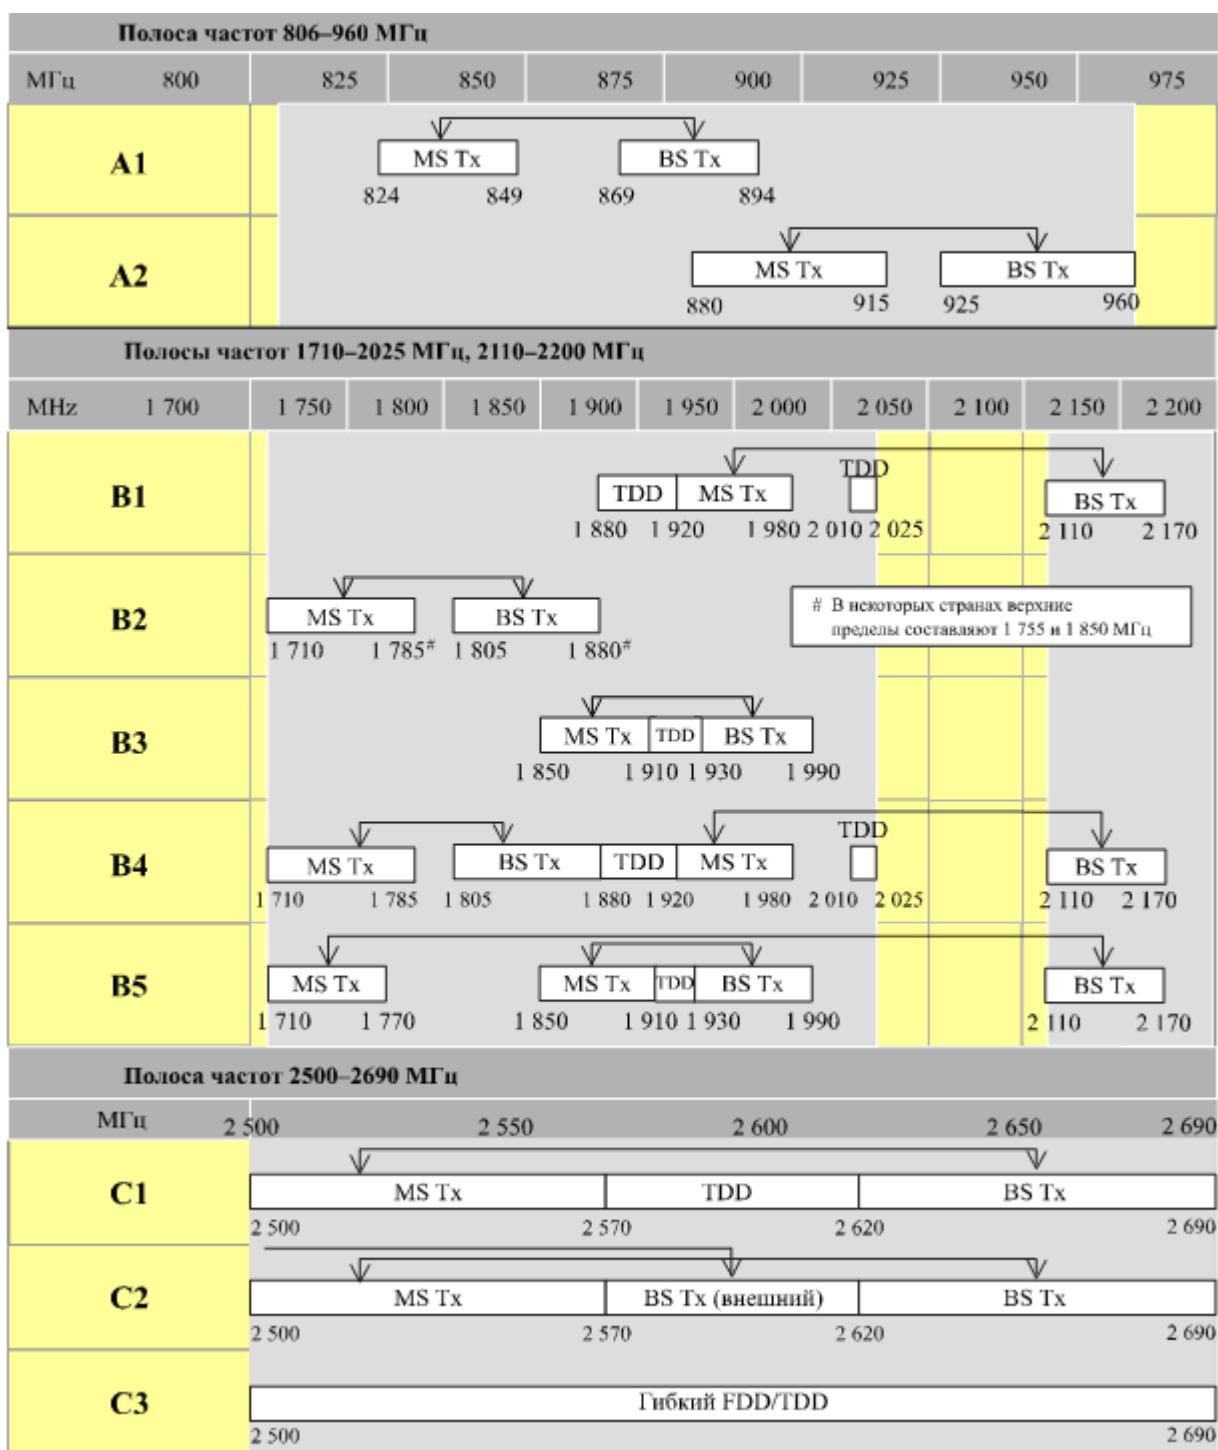 Полоса частот 806–960 МГц
МГц 800 825 850 875 900 925 950 975
A1 MS Tx BS Tx
824 849 869 894
A2 MS Tx BS Tx
880 915 925 960
Полосы частот 1710–2025 МГц, 2110–2200 МГц
MHz 1 700 1 750 1 800 1 850 1 900 1 950 2 000 2 050 2 100 2 150 2 200
TDD
B1 TDD MS Tx BS Tx
1 880 1 920 1 980 2 010 2 025 2 110 2 170
B2 MS Tx BS Tx
1 710 1 785# 1 805 1 880#
# В некоторых странах верхние
пределы составляют 1 755 и 1 850 МГц
B3 MS Tx TDD BS Tx
1 850 1 910 1 930 1 990
TDD
B4 MS Tx BS Tx TDD MS Tx BS Tx
1 710 1 785 1 805 1 880 1 920 1 980 2 010 2 025 2 110 2 170
B5 MS Tx MS Tx TDD BS Tx BS Tx
1 710 1 770 1 850 1 910 1 930 1 990 2 110 2 170
Полоса частот 2500–2690 МГц
МГц 2 500 2 550 2 600 2 650 2 690
C1 MS Tx TDD BS Tx
2 500 2 570 2 620 2 690
C2 MS Tx BS Tx (внешний) BS Tx
2 500 2 570 2 620 2 690
C3 Гибкий FDD/TDD
2 500 2 690